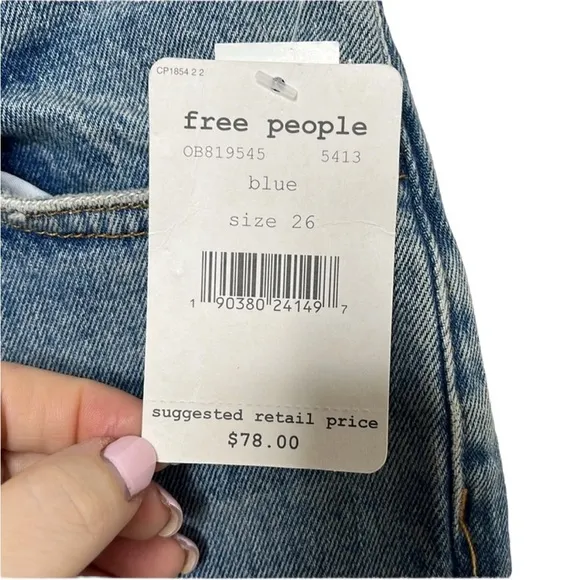 CP1854 2 2
free people
OB819545 5413
blue
size 26
1 90380 24149 7
suggested retail price
$78.00